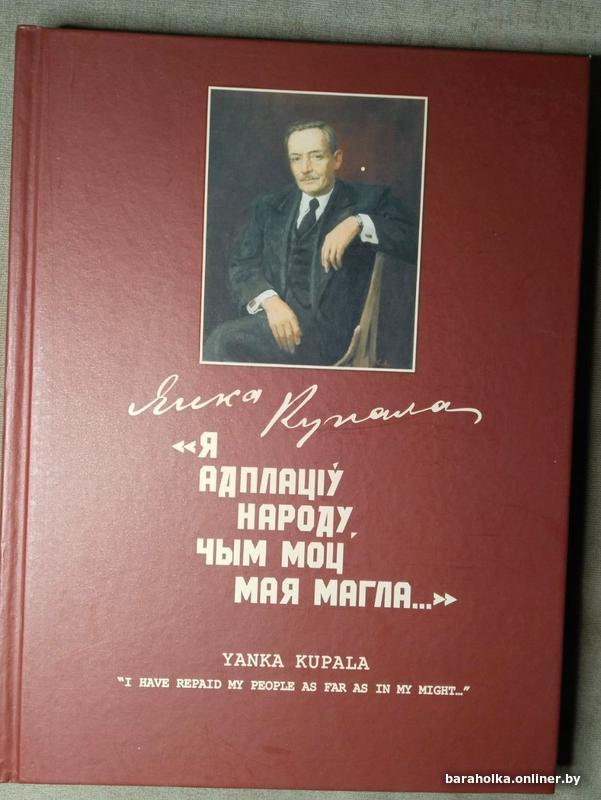 Янка Купала
«Я
АДПЛАЦІЎ
НАРОДУ,
ЧЫМ МОЦ
МАЯ МАГЛА...»
YANKA KUPALA
"I HAVE REPAID MY PEOPLE AS FAR AS IN MY MIGHT…"
baraholka.onliner.by